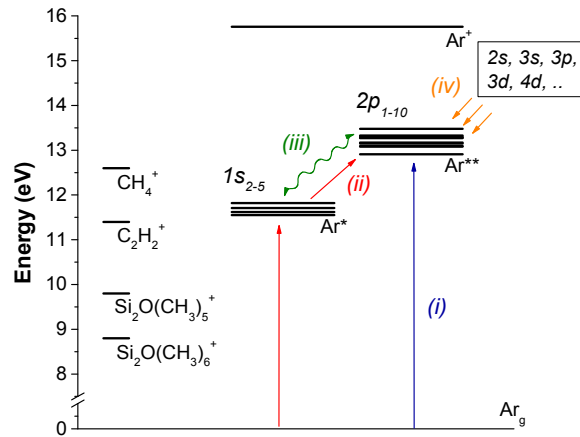 16
15
14
13
12
11
10
9
8
0
Energy (eV)
Ar⁺
2s, 3s, 3p,
3d, 4d, ..
(iv)
2p₁₋₁₀
(iii)
Ar**
1s₂₋₅
(ii)
CH₄⁺
Ar*
C₂H₂⁺
Si₂O(CH₃)₅⁺
(i)
Si₂O(CH₃)₆⁺
Ar₉